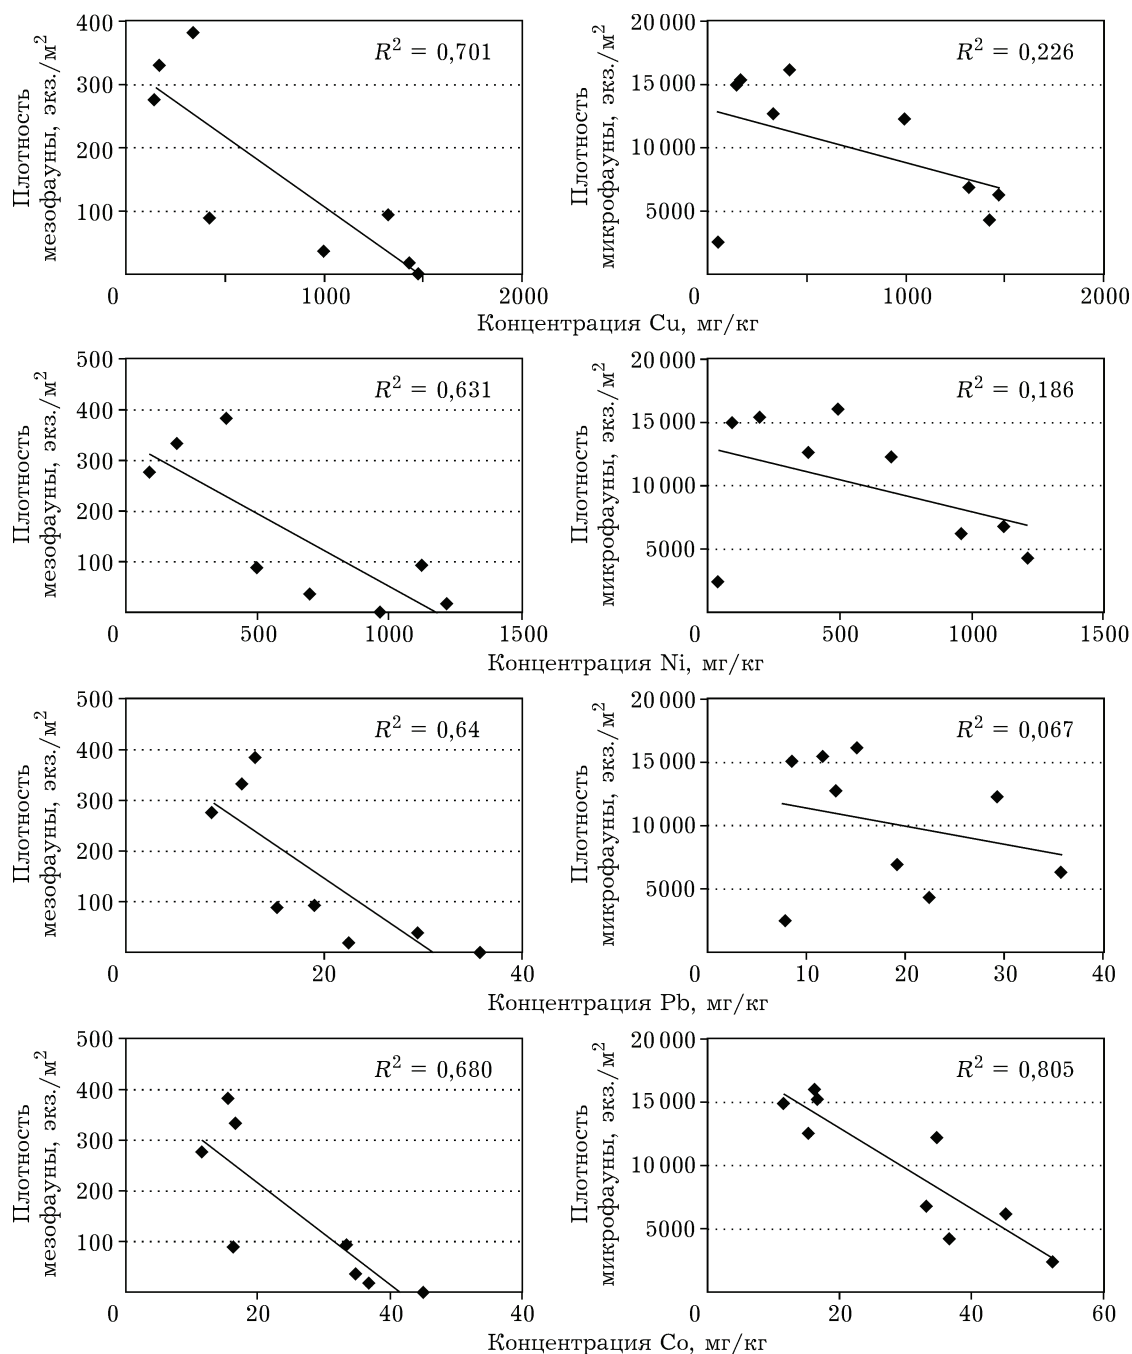 Плотность
мезофауны, экз./м²
400
300
200
100
R² = 0,701
0
1000
2000
Плотность
микрофауны, экз./м²
20 000
15 000
10 000
5000
R² = 0,226
0
1000
2000
Концентрация Cu, мг/кг
Плотность
мезофауны, экз./м²
500
400
300
200
100
R² = 0,631
0
500
1000
1500
Плотность
микрофауны, экз./м²
20 000
15 000
10 000
5000
R² = 0,186
0
500
1000
1500
Концентрация Ni, мг/кг
Плотность
мезофауны, экз./м²
500
400
300
200
100
R² = 0,64
0
20
40
Плотность
микрофауны, экз./м²
20 000
15 000
10 000
5000
R² = 0,067
0
10
20
30
40
Концентрация Pb, мг/кг
Плотность
мезофауны, экз./м²
500
400
300
200
100
R² = 0,680
0
20
40
40
Плотность
микрофауны, экз./м²
20 000
15 000
10 000
5000
R² = 0,805
0
20
40
60
Концентрация Co, мг/кг